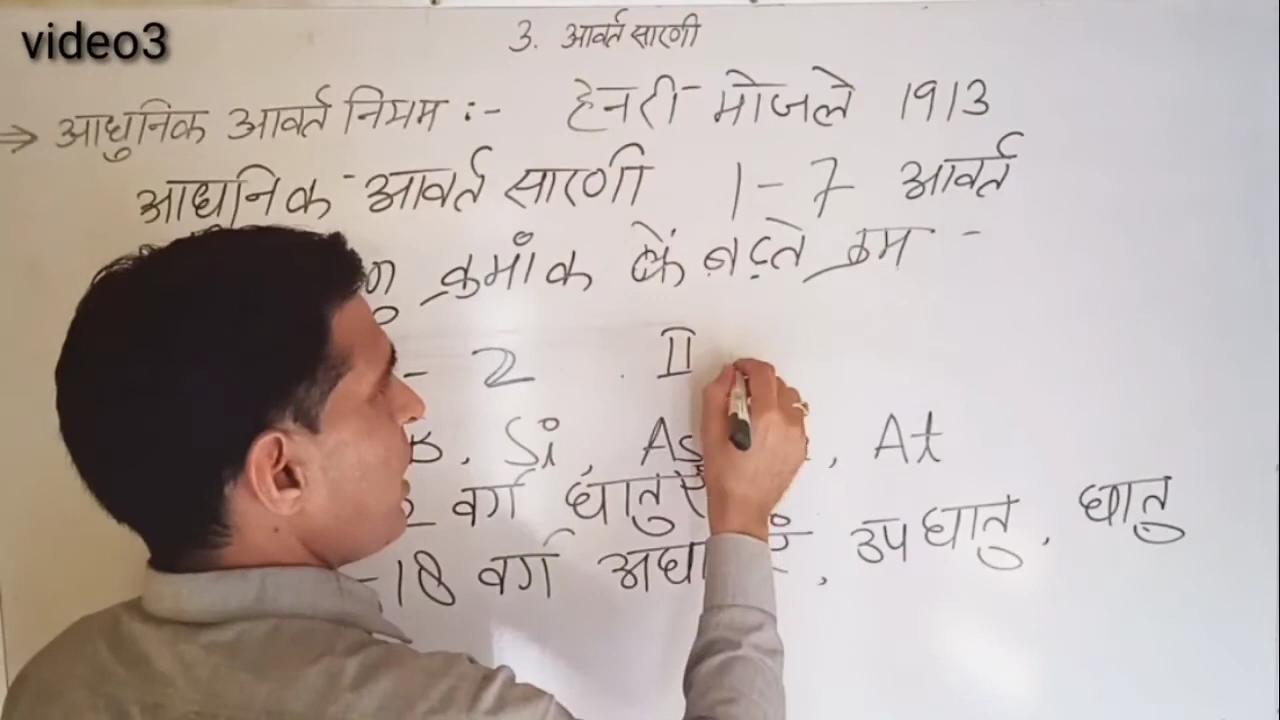 video3
3. आवर्त सारणी
⇒ आधुनिक आवर्त नियम :- हेनरी मोजले 1913
आधुनिक आवर्त सारणी 1-7 आवर्त
क्रमांक के बढ़ते क्रम -
- 2 II
B, Si, As , At
2 वर्ग धातुएँ
-18 वर्ग , उपधातु, धातु